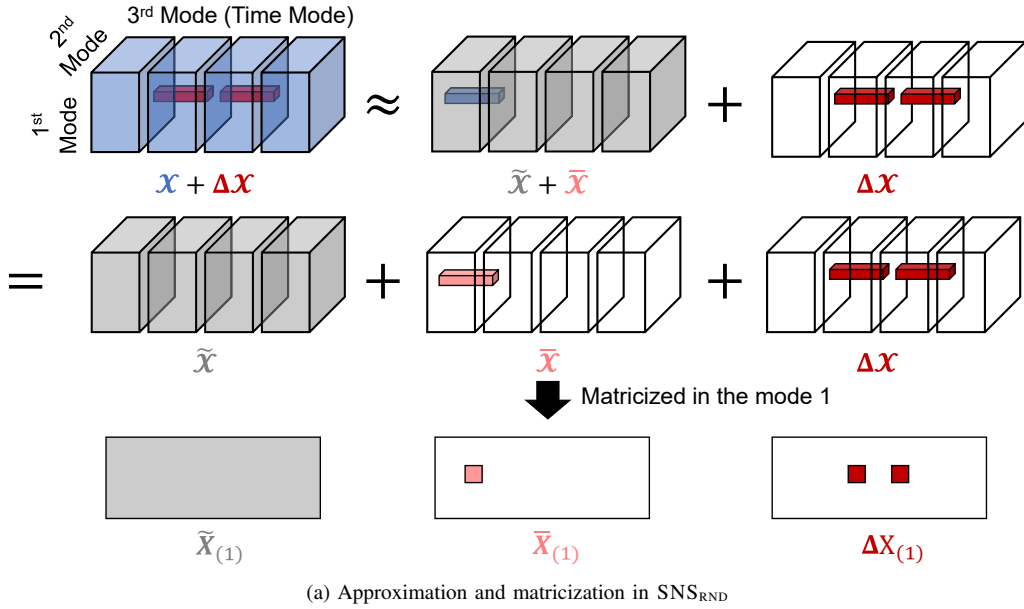 3rd Mode (Time Mode)
2nd Mode
1st Mode
≈
+
𝒳 + Δ𝒳
𝒳̃ + 𝒳̄
Δ𝒳
=
+
+
𝒳̃
𝒳̄
Δ𝒳
Matricized in the mode 1
X̃(1)
X̄(1)
ΔX(1)
(a) Approximation and matricization in SNSRND